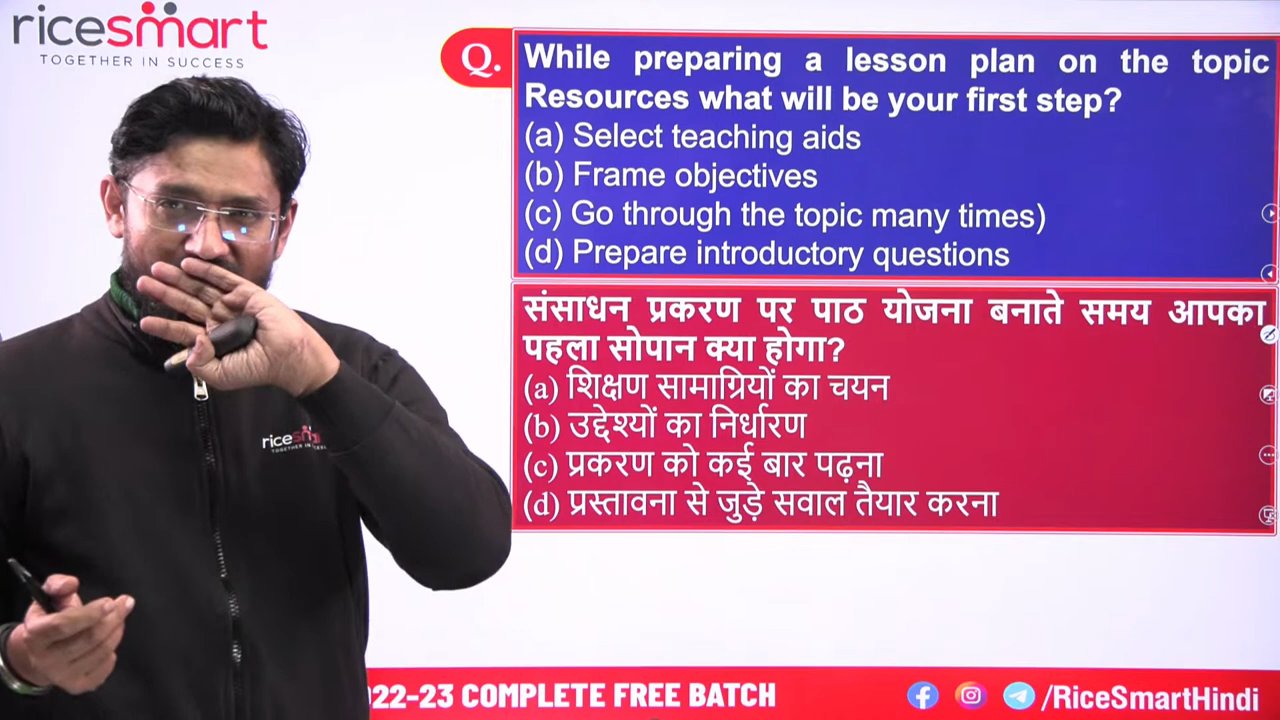 ricesmart
TOGETHER IN SUCCESS
Q.
While preparing a lesson plan on the topic
Resources what will be your first step?
(a) Select teaching aids
(b) Frame objectives
(c) Go through the topic many times)
(d) Prepare introductory questions
संसाधन प्रकरण पर पाठ योजना बनाते समय आपका
पहला सोपान क्या होगा?
(a) शिक्षण सामाग्रियों का चयन
(b) उद्देश्यों का निर्धारण
(c) प्रकरण को कई बार पढ़ना
(d) प्रस्तावना से जुड़े सवाल तैयार करना
022-23 COMPLETE FREE BATCH
/RiceSmartHindi